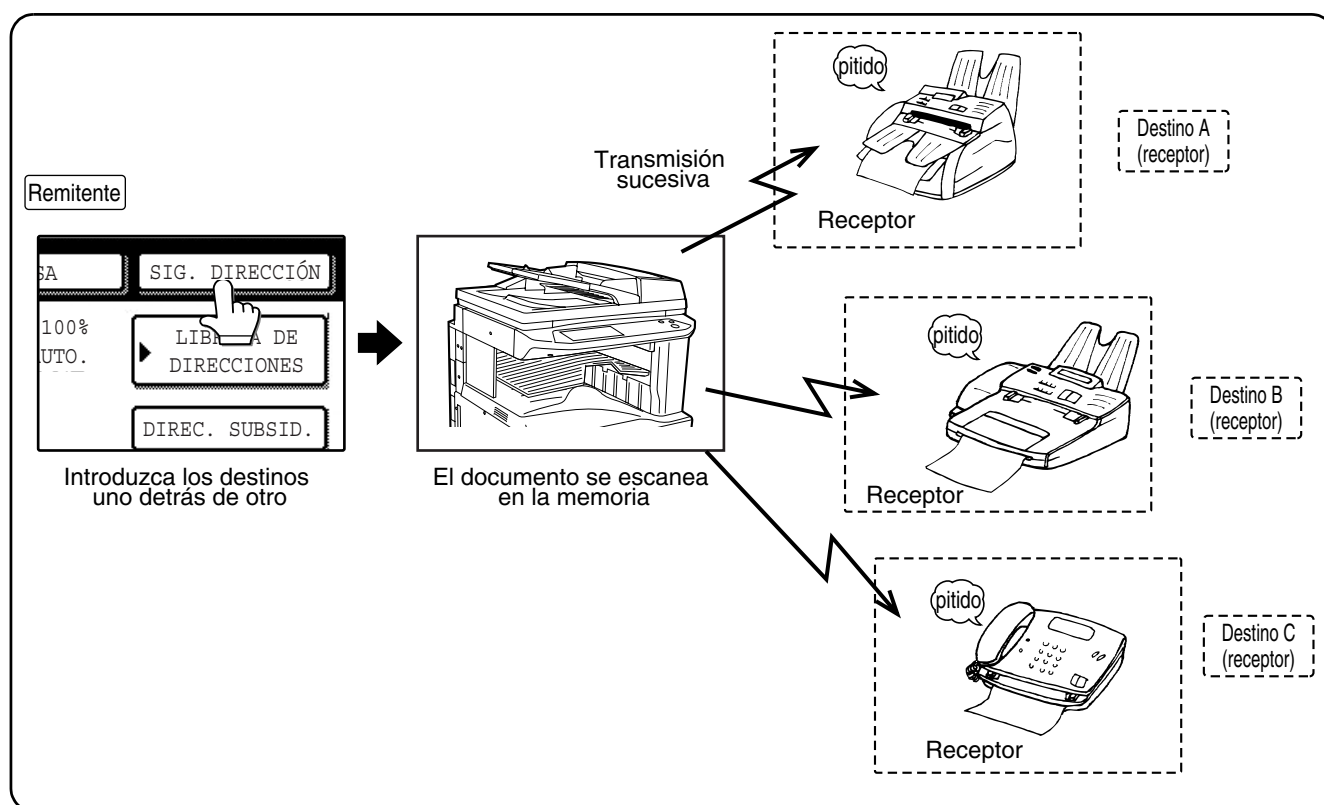 Remitente
SA
SIG. DIRECCIÓN
100%
UTO.
DE
DIRECCIONES
DIREC. SUBSID.
Introduzca los destinos
uno detrás de otro
El documento se escanea
en la memoria
Transmisión
sucesiva
pitido
Receptor
Destino A
(receptor)
pitido
Receptor
Destino B
(receptor)
pitido
Receptor
Destino C
(receptor)